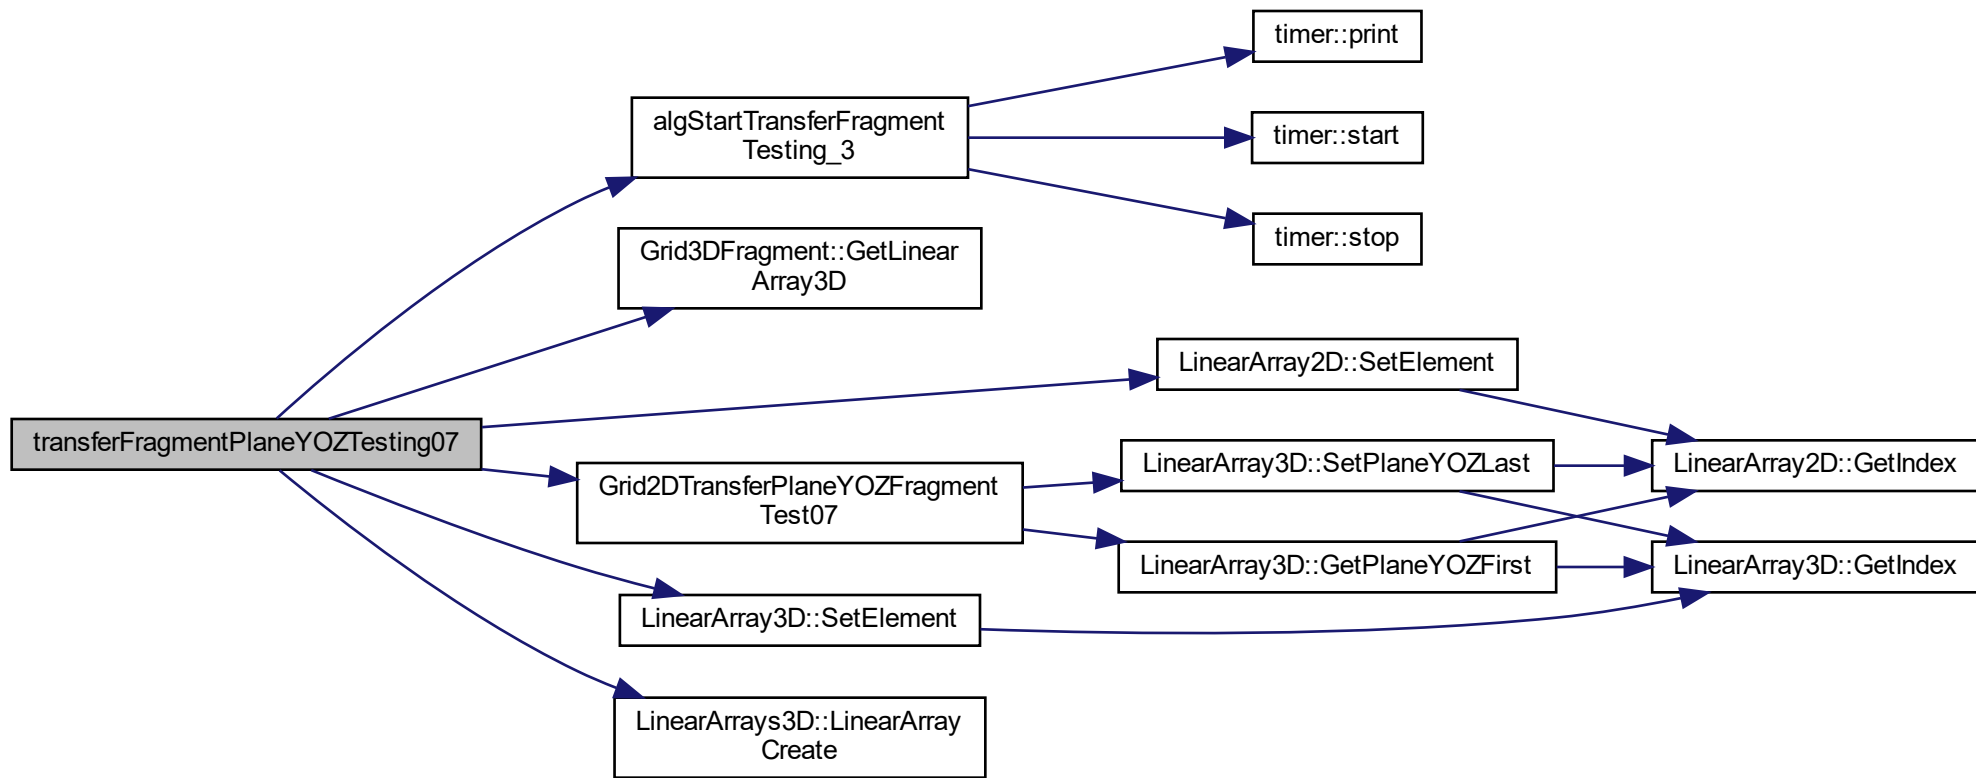 timer::print
algStartTransferFragment
Testing_3
timer::start
timer::stop
Grid3DFragment::GetLinear
Array3D
LinearArray2D::SetElement
transferFragmentPlaneYOZTesting07
LinearArray3D::SetPlaneYOZLast
LinearArray2D::GetIndex
Grid2DTransferPlaneYOZFragment
Test07
LinearArray3D::GetPlaneYOZFirst
LinearArray3D::GetIndex
LinearArray3D::SetElement
LinearArrays3D::LinearArray
Create